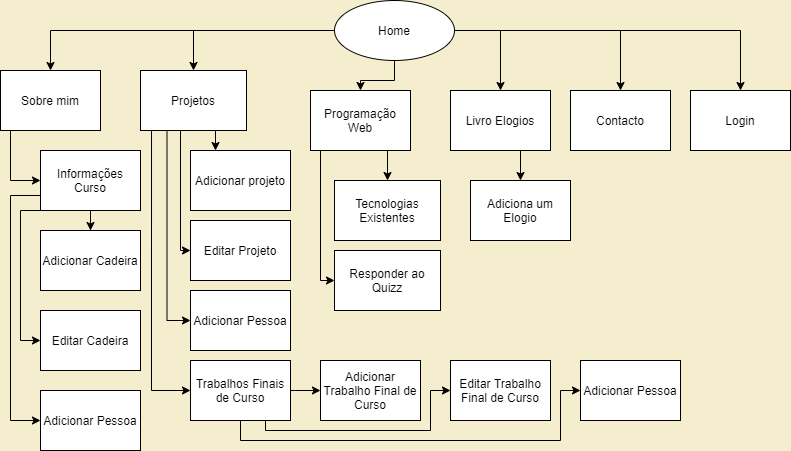 Home
Sobre mim
Projetos
Programação
Web
Livro Elogios
Contacto
Login
Informações
Curso
Adicionar projeto
Tecnologias
Existentes
Adiciona um
Elogio
Adicionar Cadeira
Editar Projeto
Responder ao
Quizz
Editar Cadeira
Adicionar Pessoa
Trabalhos Finais
de Curso
Adicionar
Trabalho Final de
Curso
Editar Trabalho
Final de Curso
Adicionar Pessoa
Adicionar Pessoa